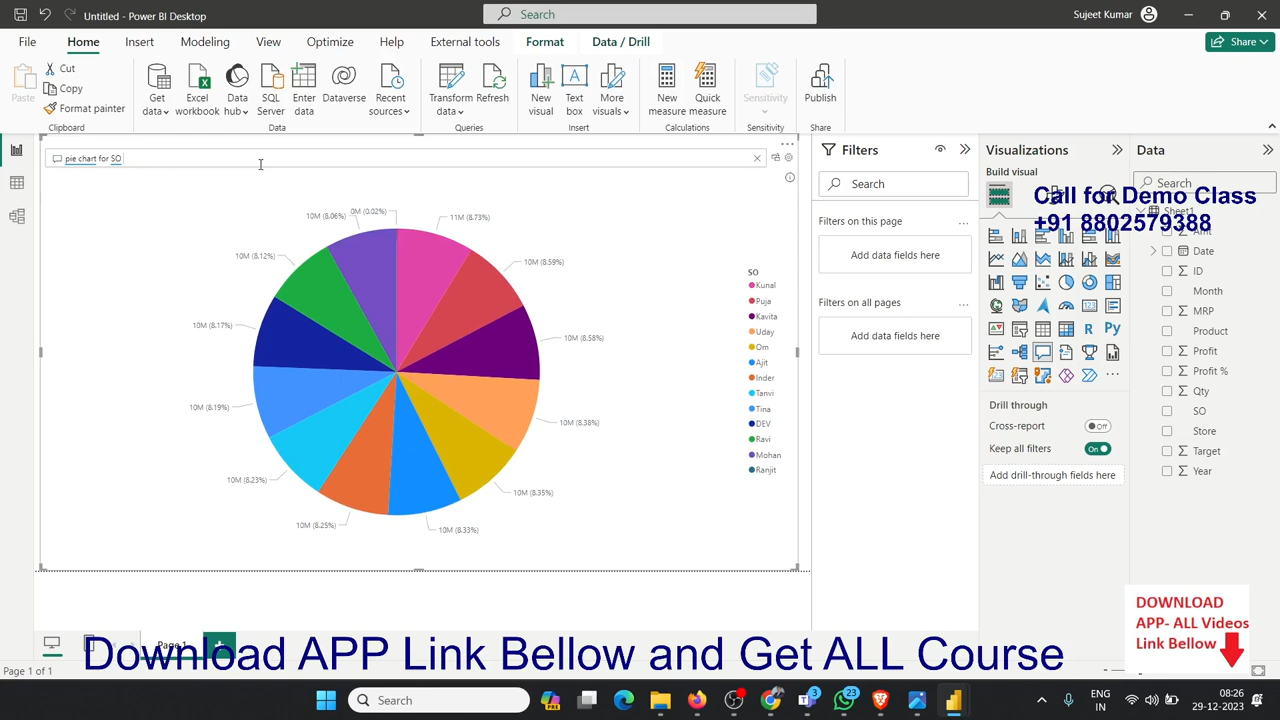 Untitled - Power BI Desktop
Search
Sujeet Kumar
File
Home
Insert
Modeling
View
Optimize
Help
External tools
Format
Data / Drill
Share
Paste
Cut
Copy
Format painter
Clipboard
Get data
Excel workbook
Data hub
SQL Server
Enter data
Dataverse
Recent sources
Data
Transform data
Refresh
Queries
New visual
Text box
More visuals
Insert
New measure
Quick measure
Calculations
Sensitivity
Sensitivity
Publish
Share
pie chart for SO
0M (0.02%)
11M (8.73%)
10M (8.59%)
10M (8.58%)
10M (8.38%)
10M (8.35%)
10M (8.33%)
10M (8.25%)
10M (8.23%)
10M (8.19%)
10M (8.17%)
10M (8.12%)
10M (8.06%)
SO
Kunal
Puja
Kavita
Uday
Om
Ajit
Inder
Tanvi
Tina
DEV
Ravi
Mohan
Ranjit
Filters
Search
Filters on this page
Add data fields here
Filters on all pages
Add data fields here
Visualizations
Build visual
R
Py
Drill through
Cross-report
Off
Keep all filters
On
Add drill-through fields here
Data
Search
Call for Demo Class
+91 8802579388
Sheet1
Amt
Date
ID
Month
MRP
Product
Profit
Profit %
Qty
SO
Store
Target
Year
DOWNLOAD
APP- ALL Videos
Link Bellow
Page 1
Download APP Link Bellow and Get ALL Course
Page 1 of 1
Search
PRE
3
23
ENG
IN
08:26
29-12-2023